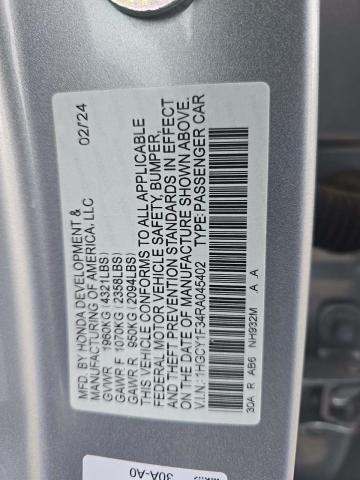 MFD. BY HONDA DEVELOPMENT & 02/'24
MANUFACTURING OF AMERICA, LLC
GVWR 1960KG (4321LBS)
GAWR F 1070KG (2358LBS)
GAWR R 950KG (2094LBS)
THIS VEHICLE CONFORMS TO ALL APPLICABLE
FEDERAL MOTOR VEHICLE SAFETY, BUMPER,
AND THEFT PREVENTION STANDARDS IN EFFECT
ON THE DATE OF MANUFACTURE SHOWN ABOVE.
V.I.N.: 1HGCY1F34RA045402 TYPE: PASSENGER CAR
30A R AB6 NH932M A A
30A-A0